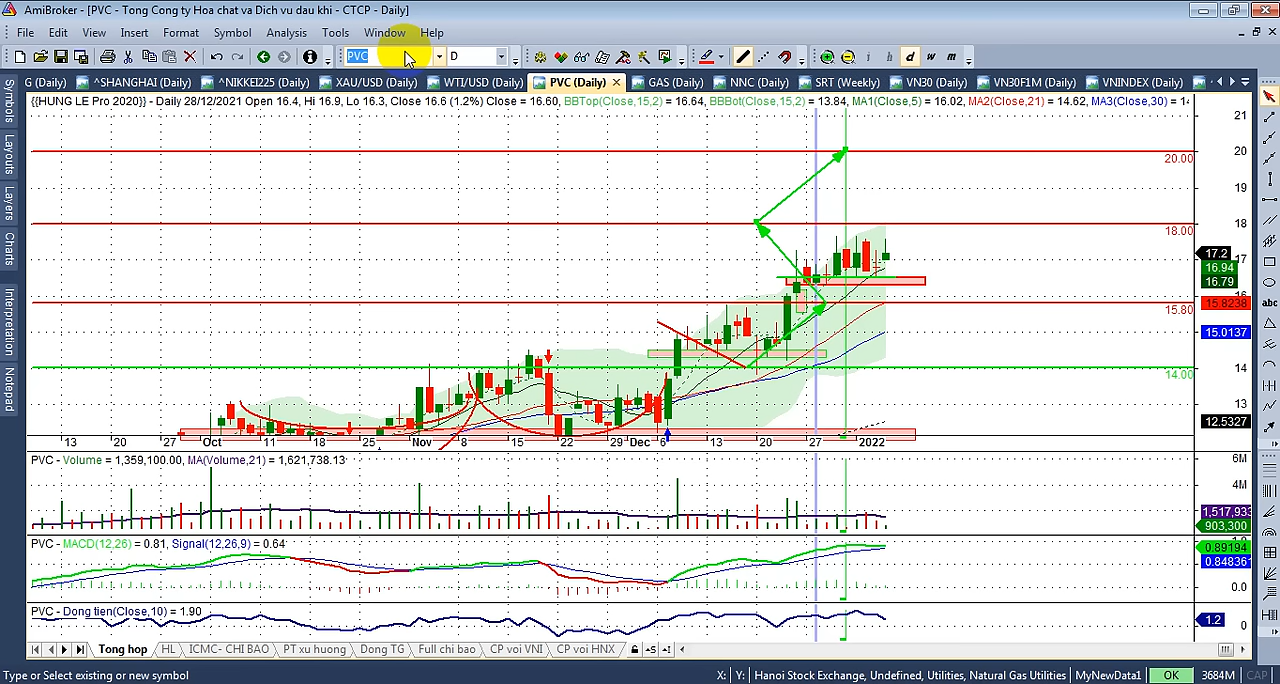 AmiBroker - [PVC - Tong Cong ty Hoa chat va Dich vu dau khi - CTCP - Daily]
File Edit View Insert Format Symbol Analysis Tools Window Help
PVC D i h d w m
G (Daily) ^SHANGHAI (Daily) ^NIKKEI225 (Daily) XAU/USD (Daily) WTI/USD (Daily) PVC (Daily) GAS (Daily) NNC (Daily) SRT (Weekly) VN30 (Daily) VN30F1M (Daily) VNINDEX (Daily)
{{HUNG LE Pro 2020}} - Daily 28/12/2021 Open 16.4, Hi 16.9, Lo 16.3, Close 16.6 (1.2%) Close = 16.60, BBTop(Close,15,2) = 16.64, BBBot(Close,15,2) = 13.84, MA1(Close,5) = 16.02, MA2(Close,21) = 14.62, MA3(Close,30) =
Symbols
Layouts
Layers
Charts
Interpretation
Notepad
abc
21
20
20.00
19
18
18.00
17.2
17
16.94
16.79
16
15.8238
15.80
15.0137
14
14.00
13
12.5327
13 20 27 Oct 11 18 25 Nov 8 15 22 29 Dec 6 13 20 27 2022
PVC - Volume = 1,359,100.00, MA(Volume,21) = 1,621,738.13
6M
4M
1,517,933
903,300
PVC - MACD(12,26) = 0.81, Signal(12,26,9) = 0.64
0.89194
0.84836
0.0
PVC - Dong tien(Close,10) = 1.90
1.2
0
Tong hop HL ICMC- CHI BAO PT xu huong Dong TG Full chi bao CP voi VNI CP voi HNX
Type or Select existing or new symbol X: Y: Hanoi Stock Exchange, Undefined, Utilities, Natural Gas Utilities MyNewData1 OK 3684M CAP